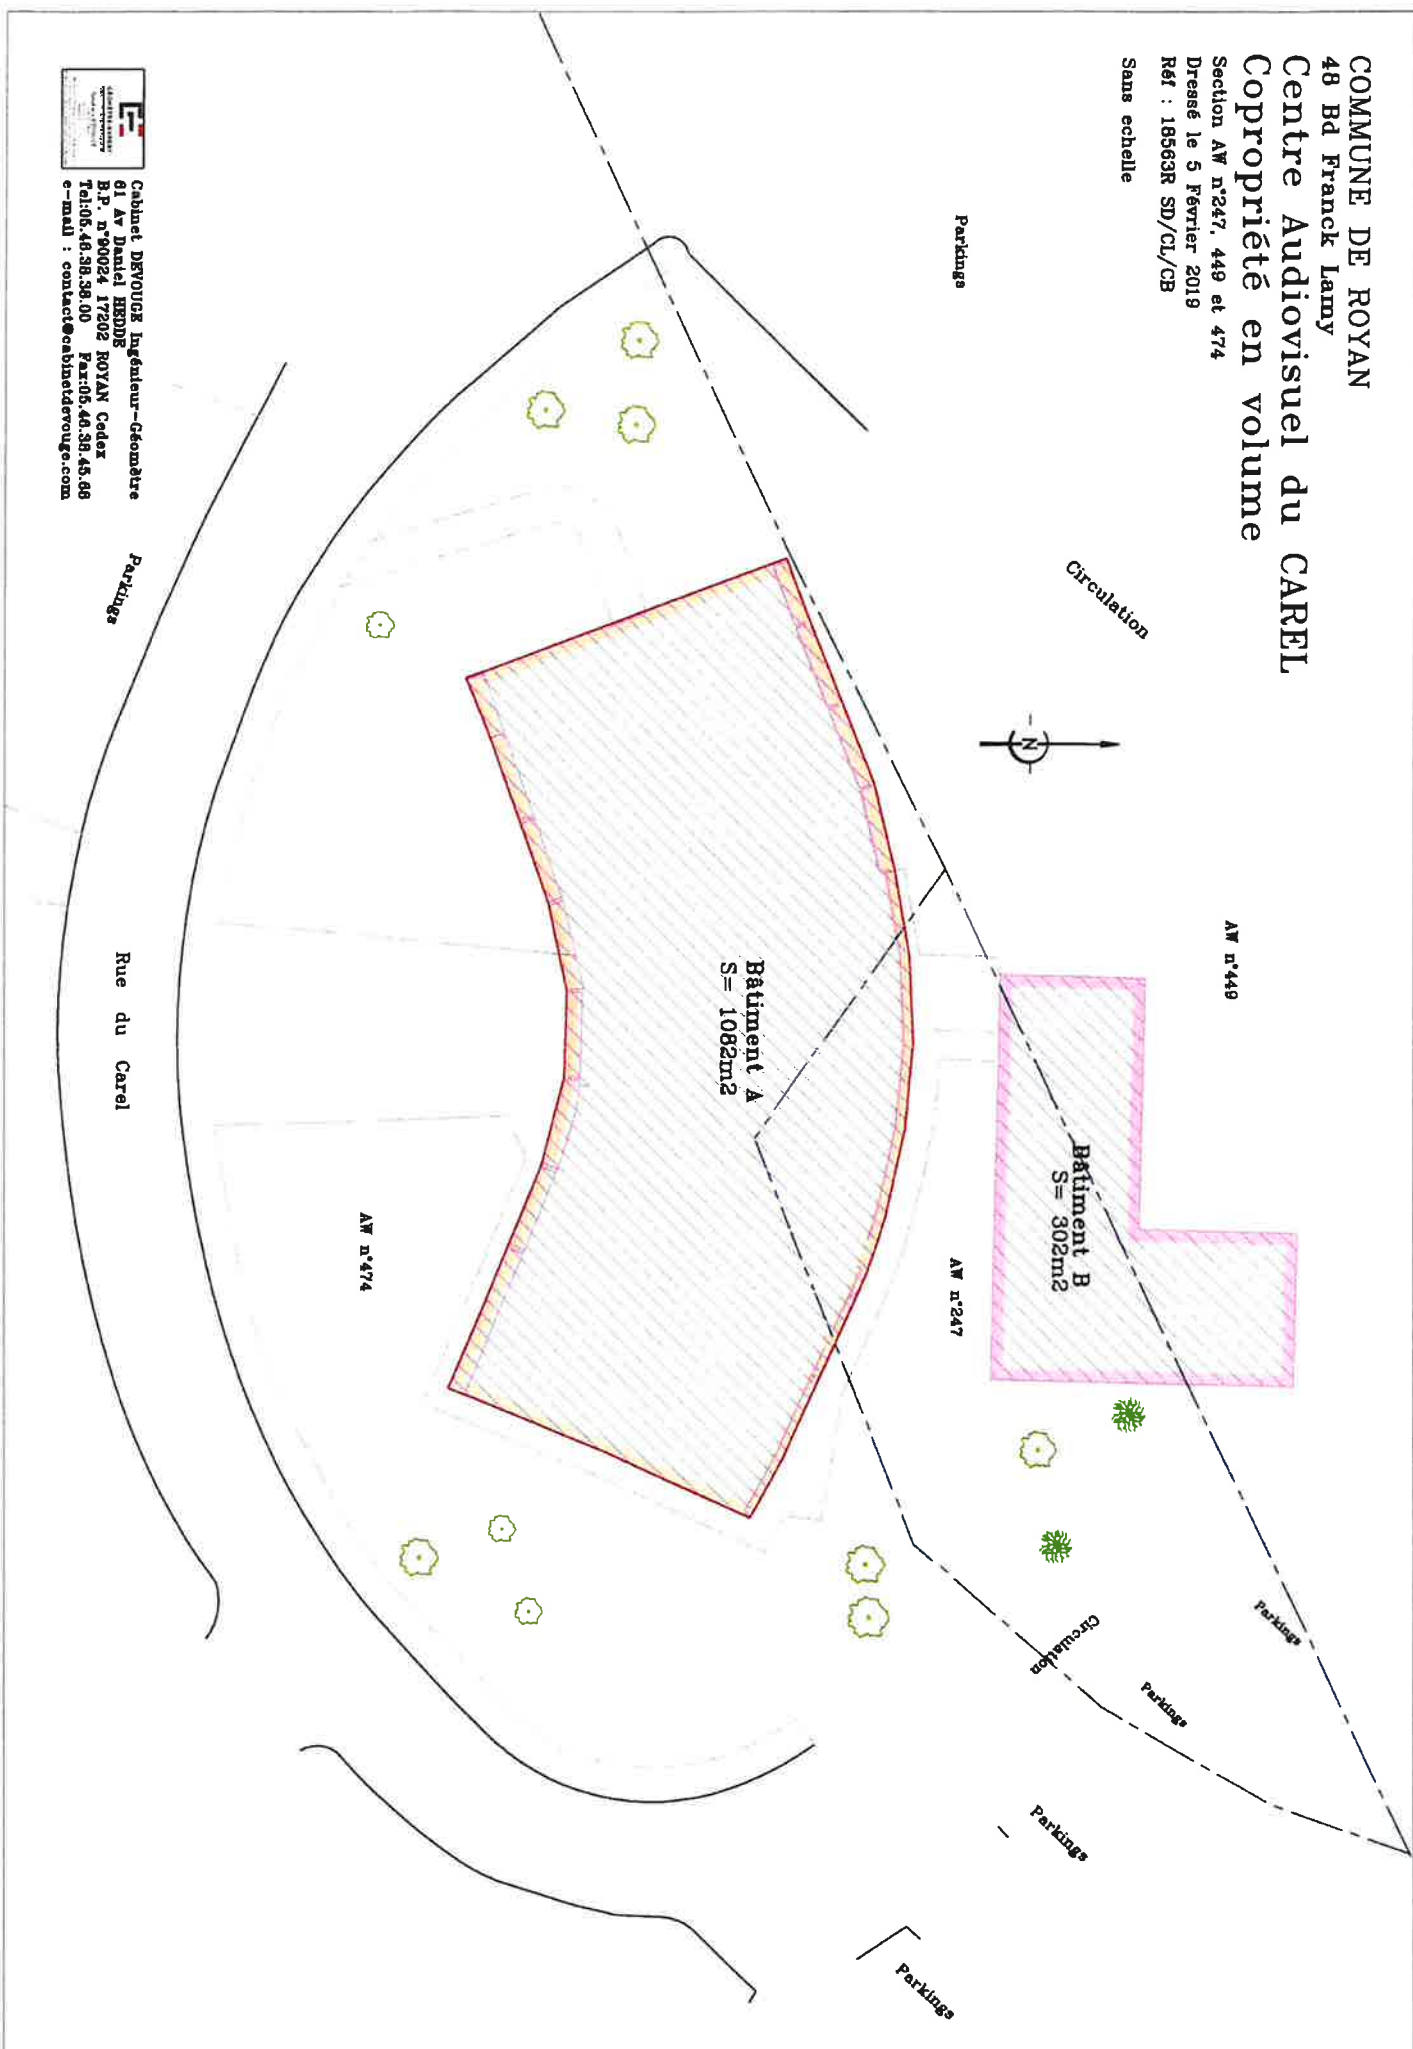 COMMUNE DE ROYAN
48 Bd Franck Lamy
Centre Audiovisuel du CAREL
Copropriété en volume
Section AW n°247, 449 et 474
Dressé le 5 Février 2019
Réf : 18563R SD/CL/CB
Sans echelle
Parkings
Circulation
N
AW n°449
Bâtiment B
S= 302m2
Bâtiment A
S= 1082m2
AW n°247
AW n°474
Parkings
Circulation
Parkings
Parkings
Parkings
Parkings
Rue du Carel
Cabinet DEVOUGE Ingénieur-Géomètre
61 Av Daniel HEDDE
B.P. n°90024 17202 ROYAN Cedex
Tel:05.46.38.38.00 Fax:05.46.38.45.66
e-mail : contact@cabinetdevouge.com